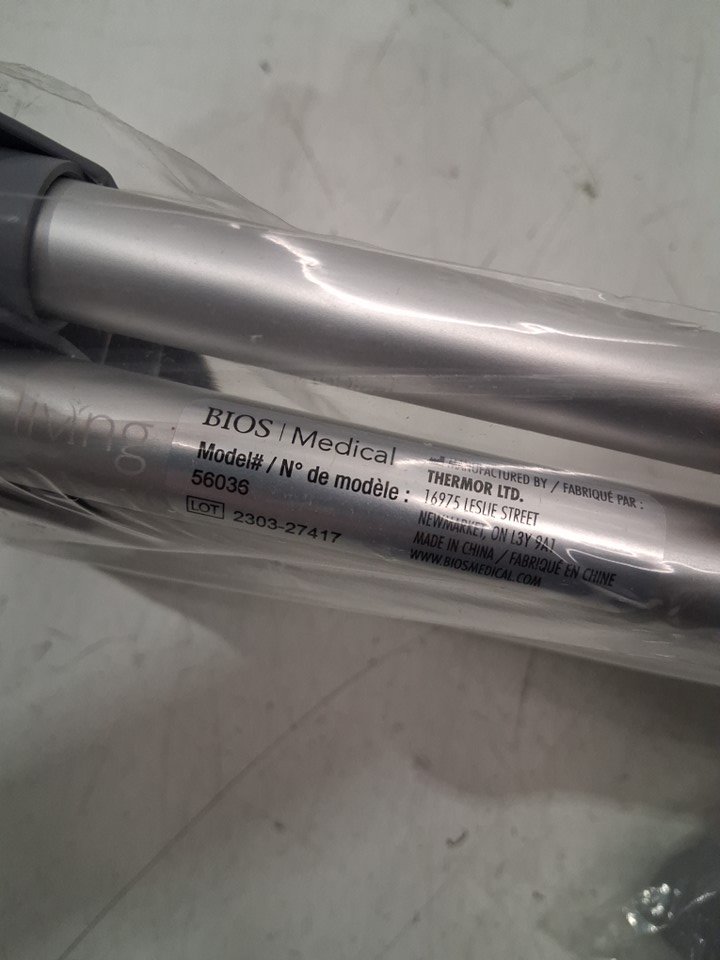 living
BIOS | Medical
Model# / N° de modèle :
56036
LOT 2303-27417
MANUFACTURED BY / FABRIQUÉ PAR :
THERMOR LTD.
16975 LESLIE STREET
NEWMARKET, ON L3Y 9A1
MADE IN CHINA / FABRIQUÉ EN CHINE
WWW.BIOSMEDICAL.COM